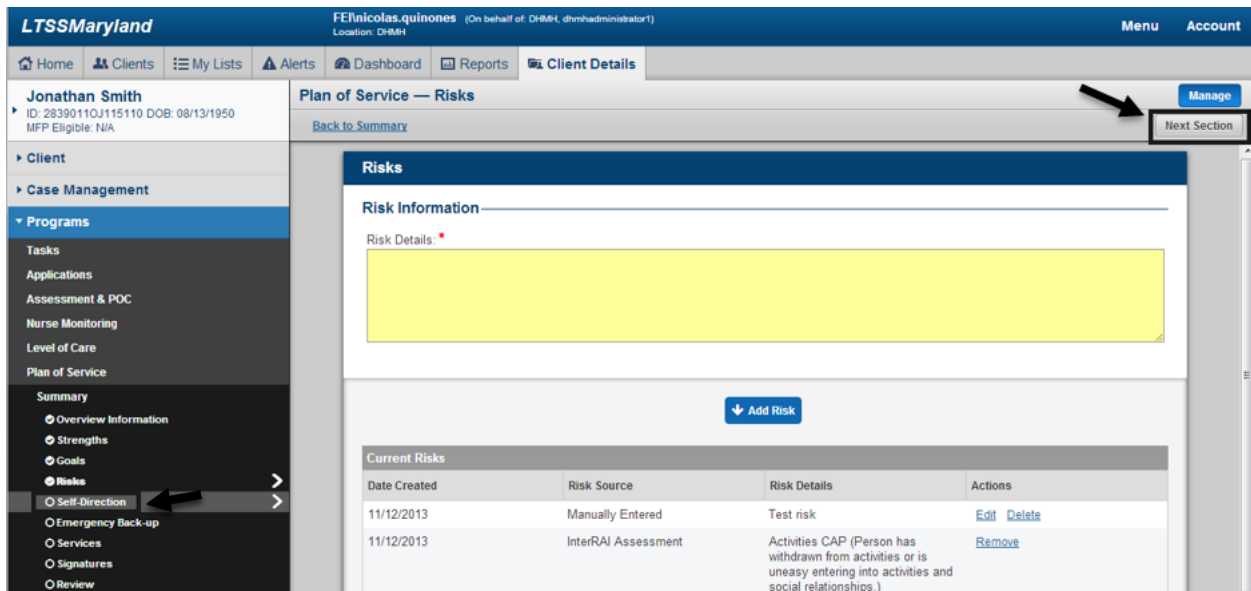 LTSSMaryland
FEI\nicolas.quinones (On behalf of: DHMH, dhmhadministrator1)
Location: DHMH
Menu Account
Home Clients My Lists Alerts Dashboard Reports Client Details
Jonathan Smith
ID: 28390110J115110 DOB: 08/13/1950
MFP Eligible: N/A
Plan of Service — Risks
Manage
Back to Summary
Next Section
Client
Case Management
Programs
Tasks
Applications
Assessment & POC
Nurse Monitoring
Level of Care
Plan of Service
Summary
Overview Information
Strengths
Goals
Risks
Self-Direction
Emergency Back-up
Services
Signatures
Review
Risks
Risk Information
Risk Details: *
Add Risk
Current Risks
Date Created Risk Source Risk Details Actions
11/12/2013 Manually Entered Test risk Edit Delete
11/12/2013 InterRAI Assessment Activities CAP (Person has Remove
withdrawn from activities or is
uneasy entering into activities and
social relationships.)